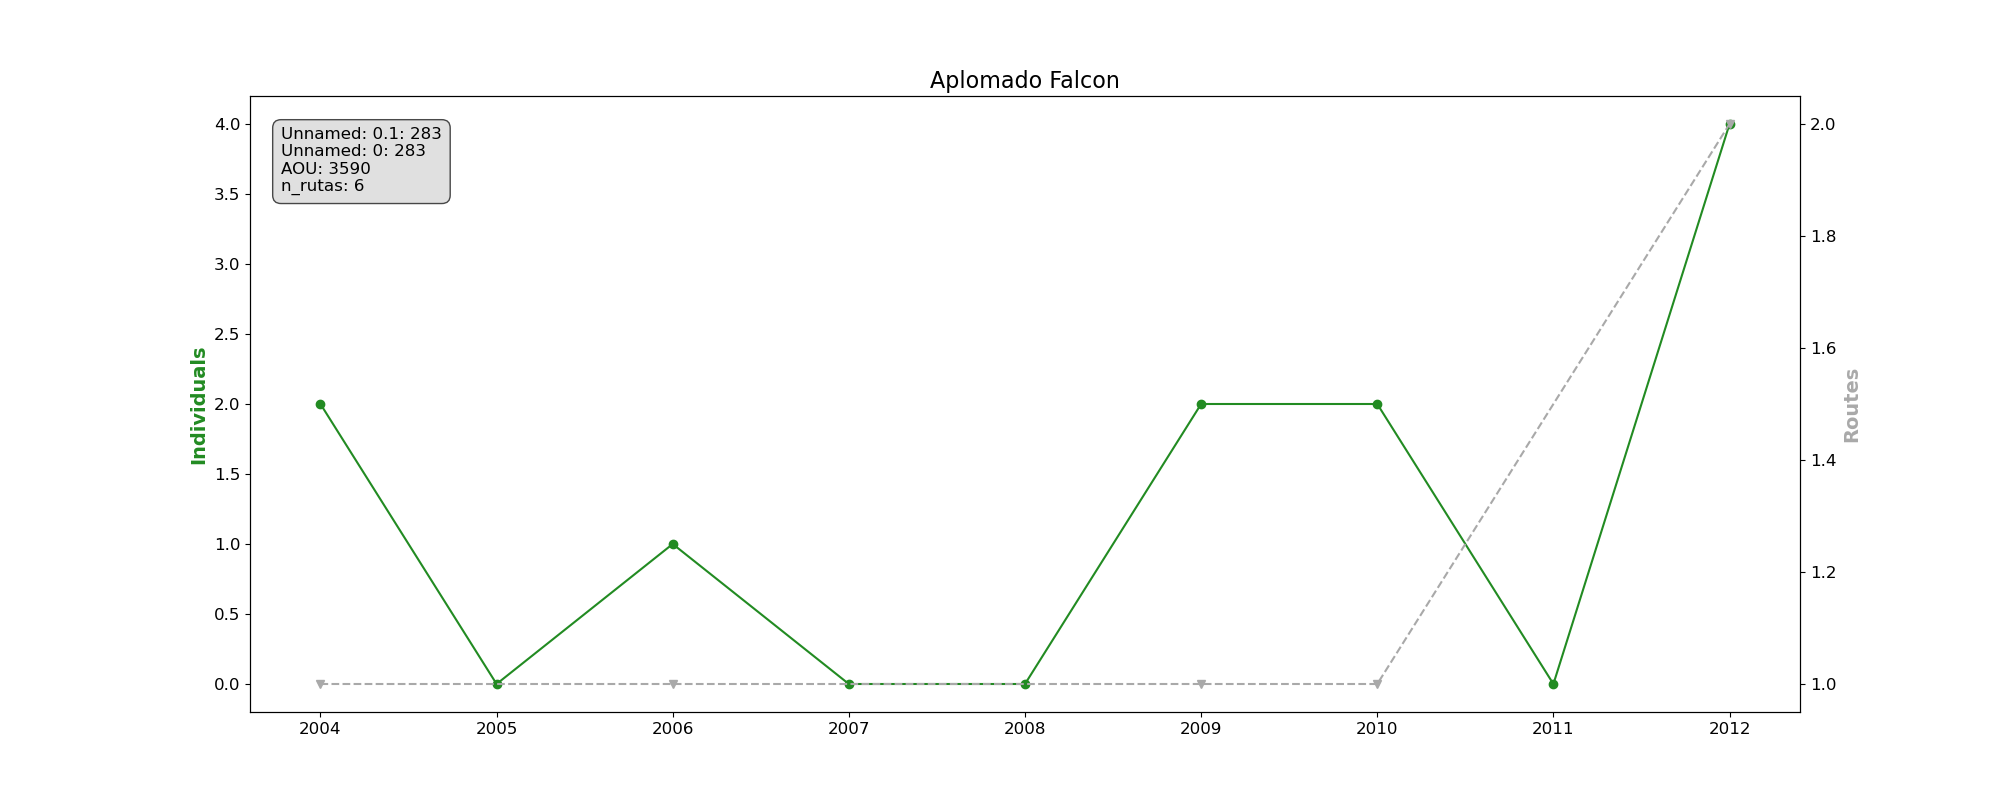 Aplomado Falcon
Unnamed: 0.1: 283
Unnamed: 0: 283
AOU: 3590
n_rutas: 6
Individuals
4.0
3.5
3.0
2.5
2.0
1.5
1.0
0.5
0.0
2.0
1.8
1.6
1.4
1.2
1.0
Routes
2004 2005 2006 2007 2008 2009 2010 2011 2012